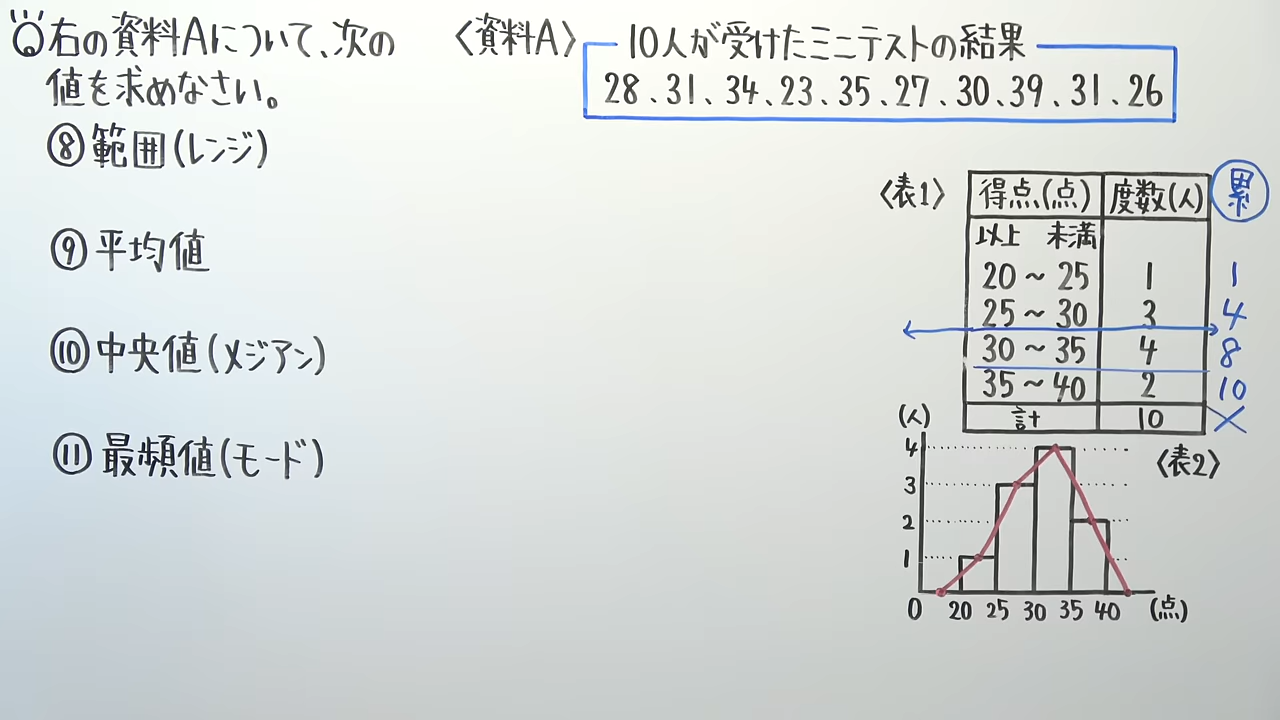 右の資料Aについて、次の
値を求めなさい。
⑧範囲(レンジ)
⑨平均値
⑩中央値(メジアン)
⑪最頻値(モード)
〈資料A〉
10人が受けたミニテストの結果
28、31、34、23、35、27、30、39、31、26
〈表1〉
得点(点) 度数(人) 累
以上 未満
20～25 1 1
25～30 3 4
30～35 4 8
35～40 2 10
計 10 ×
〈表2〉
(人)
4
3
2
1
0 20 25 30 35 40 (点)